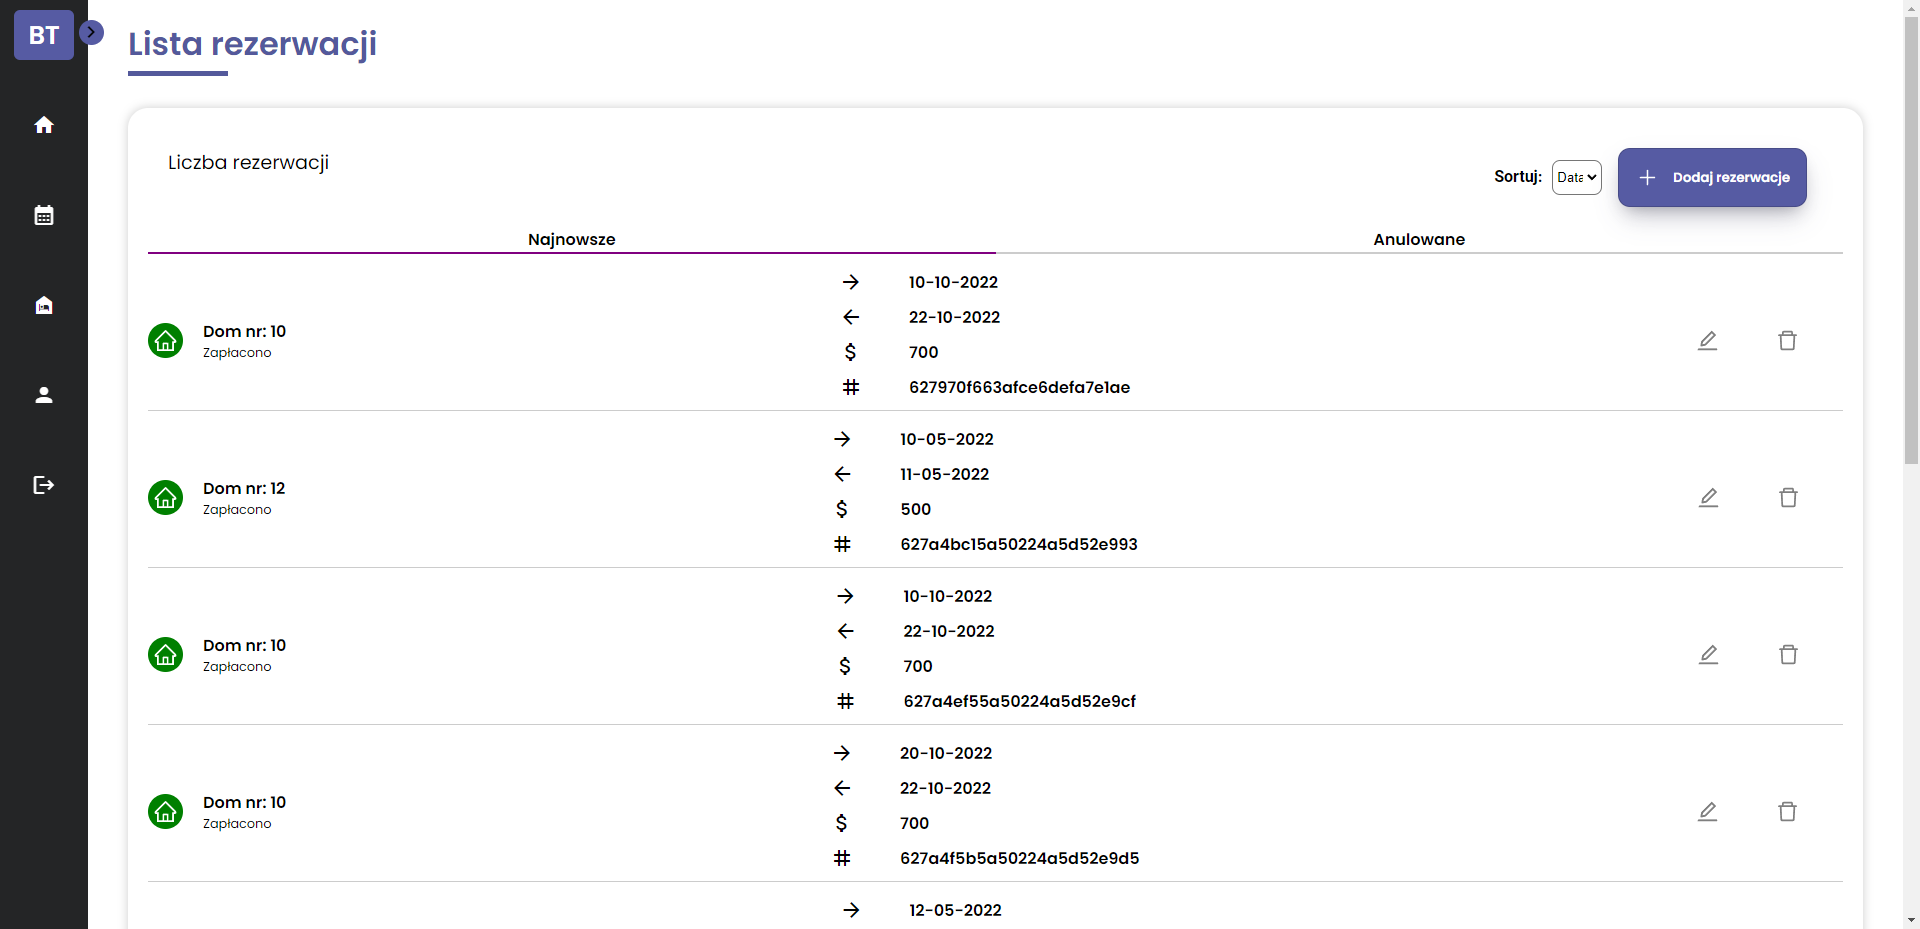 BT
Lista rezerwacji
Liczba rezerwacji
Sortuj: Data
Dodaj rezerwacje
Najnowsze
Anulowane
10-10-2022
22-10-2022
Dom nr: 10
Zapłacono
700
627970f663afce6defa7e1ae
10-05-2022
11-05-2022
Dom nr: 12
Zapłacono
500
627a4bc15a50224a5d52e993
10-10-2022
22-10-2022
Dom nr: 10
Zapłacono
700
627a4ef55a50224a5d52e9cf
20-10-2022
22-10-2022
Dom nr: 10
Zapłacono
700
627a4f5b5a50224a5d52e9d5
12-05-2022